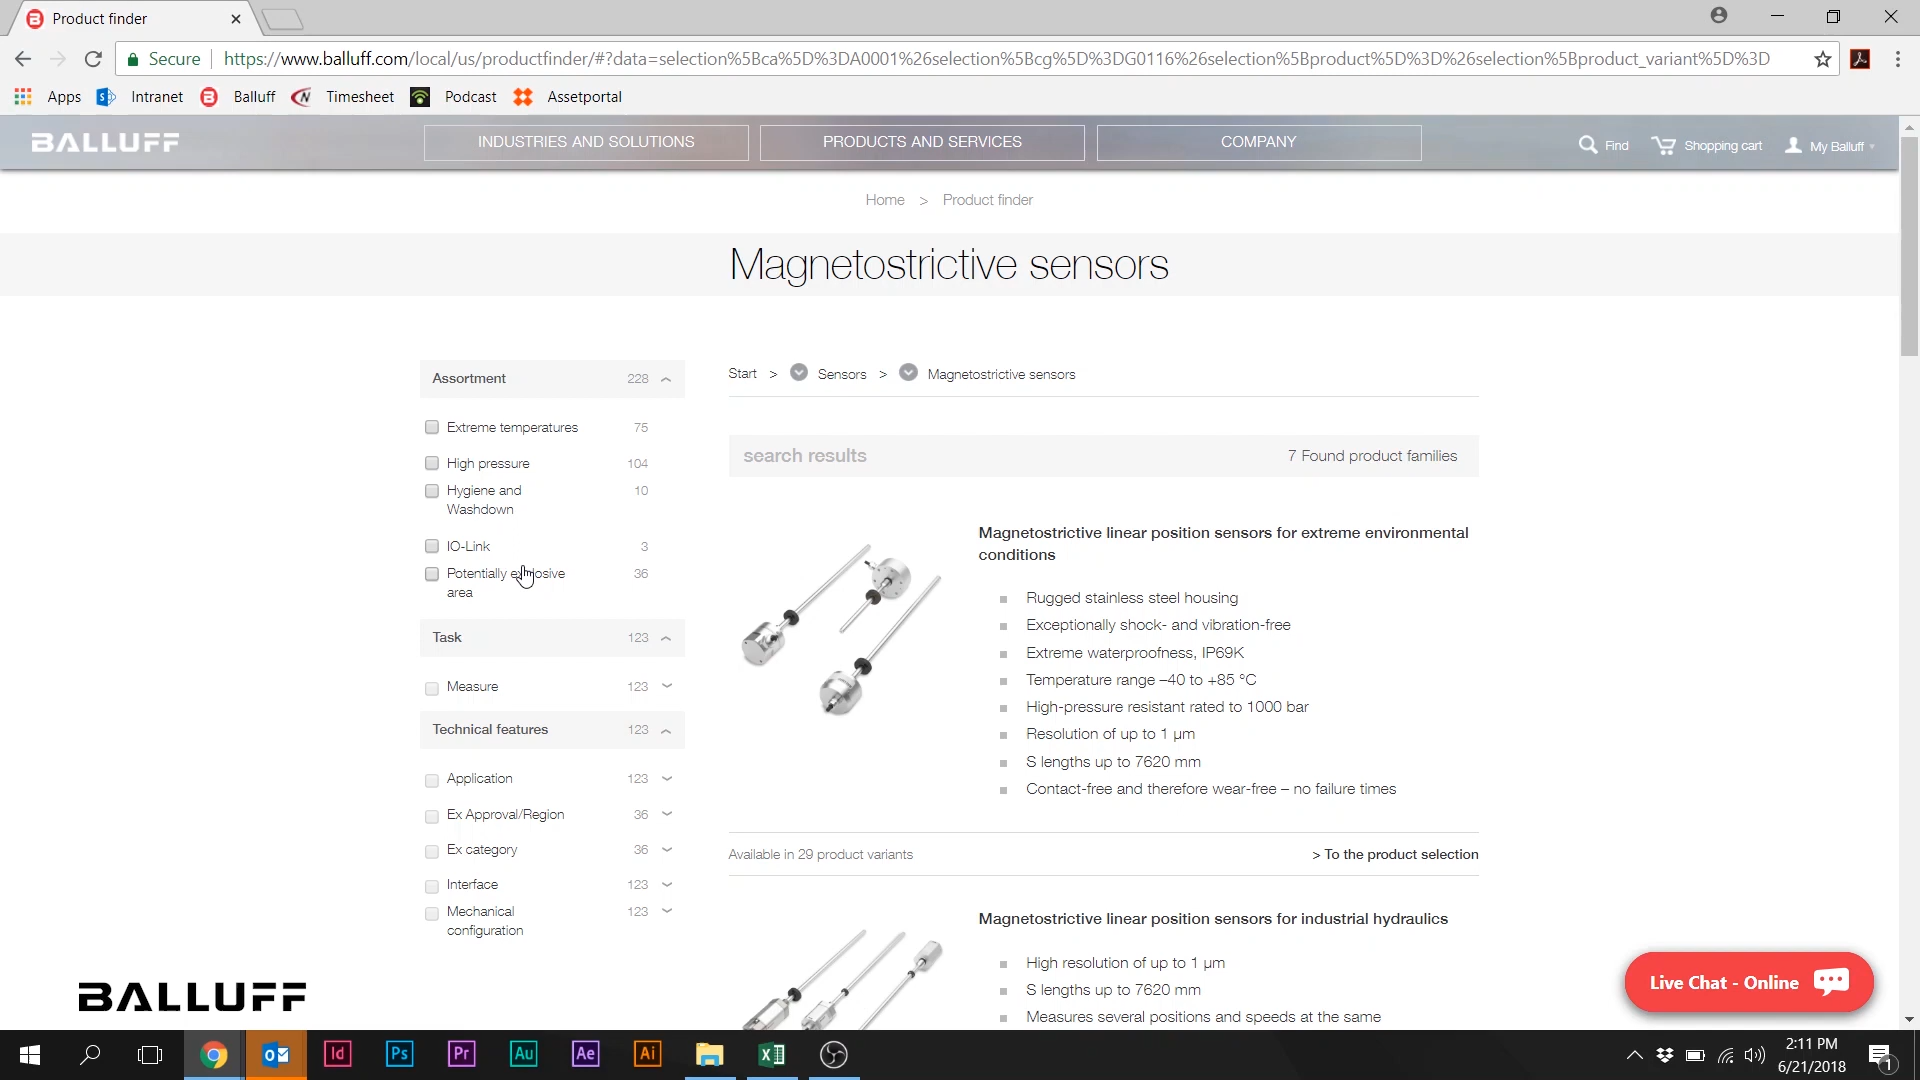 Product finder
Secure https://www.balluff.com/local/us/productfinder/#?data=selection%5Bca%5D%3DA0001%26selection%5Bcg%5D%3DG0116%26selection%5Bproduct%5D%3D%26selection%5Bproduct_variant%5D%3D
Apps Intranet Balluff Timesheet Podcast Assetportal
BALLUFF INDUSTRIES AND SOLUTIONS PRODUCTS AND SERVICES COMPANY Find Shopping cart My Balluff
Home > Product finder
Magnetostrictive sensors
Assortment 228
Extreme temperatures 75
High pressure 104
Hygiene and 10
Washdown
IO-Link 3
Potentially explosive 36
area
Task 123
Measure 123
Technical features 123
Application 123
Ex Approval/Region 36
Ex category 36
Interface 123
Mechanical 123
configuration
Start > Sensors > Magnetostrictive sensors
search results 7 Found product families
Magnetostrictive linear position sensors for extreme environmental
conditions
Rugged stainless steel housing
Exceptionally shock- and vibration-free
Extreme waterproofness, IP69K
Temperature range –40 to +85 °C
High-pressure resistant rated to 1000 bar
Resolution of up to 1 µm
S lengths up to 7620 mm
Contact-free and therefore wear-free – no failure times
Available in 29 product variants > To the product selection
Magnetostrictive linear position sensors for industrial hydraulics
High resolution of up to 1 µm
S lengths up to 7620 mm
Measures several positions and speeds at the same
Live Chat - Online
BALLUFF
Id Ps Pr Au Ae Ai
2:11 PM
6/21/2018
1